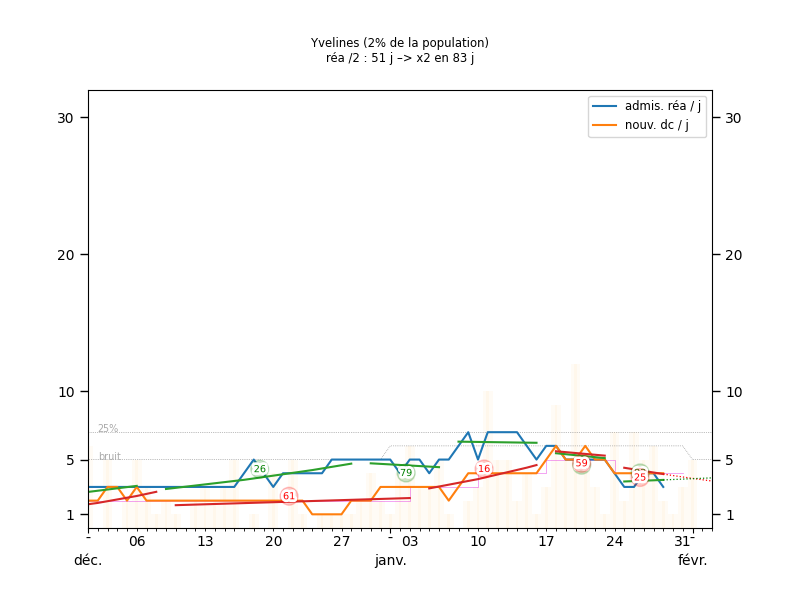 Yvelines (2% de la population)
réa /2 : 51 j –> x2 en 83 j
admis. réa / j
nouv. dc / j
30 30
20 20
10 10
25%
bruit
5 5
26 79 16 59 25
61
1 1
06 13 20 27 03 10 17 24 31
déc. janv. févr.